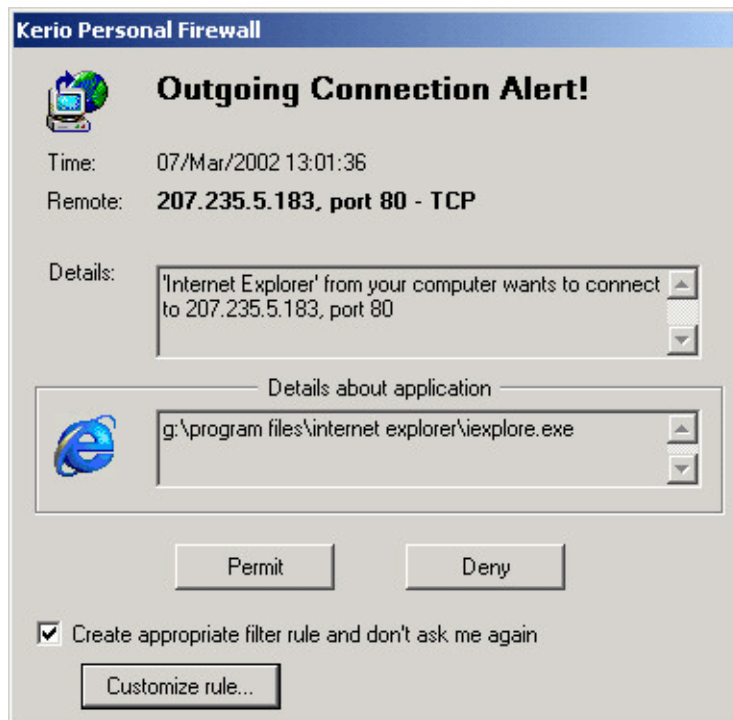 Kerio Personal Firewall
Outgoing Connection Alert!
Time: 07/Mar/2002 13:01:36
Remote: 207.235.5.183, port 80 - TCP
Details: 'Internet Explorer' from your computer wants to connect
to 207.235.5.183, port 80
Details about application
g:\program files\internet explorer\iexplore.exe
Permit Deny
Create appropriate filter rule and don't ask me again
Customize rule...